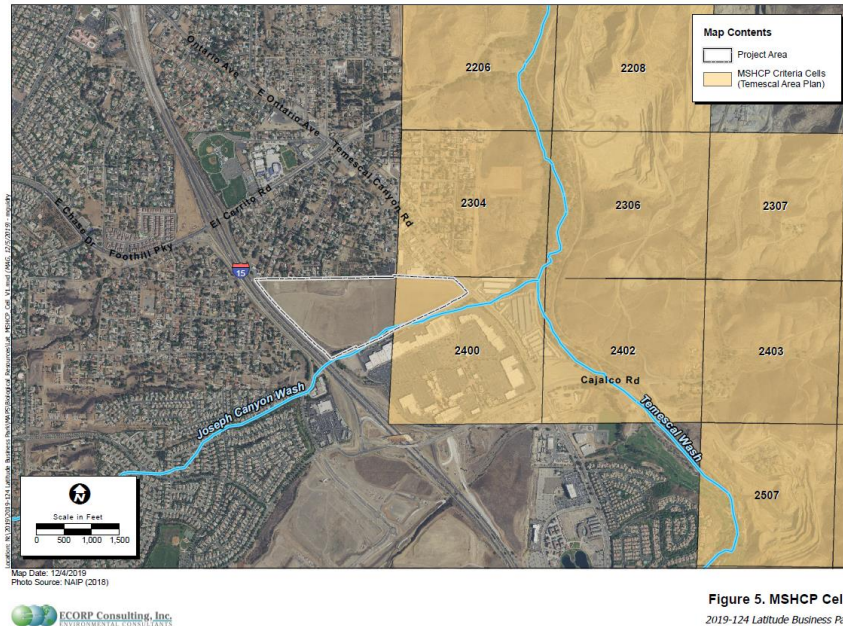 Map Contents
Project Area
MSHCP Criteria Cells
(Temescal Area Plan)
2206
2208
Ontario Ave
E Ontario Ave
Temescal Canyon Rd
El Cerrito Rd
E Chase Dr
Foothill Pky
2304
2306
2307
15
2400
2402
2403
Cajalco Rd
Joseph Canyon Wash
Temescal Wash
2507
N
Scale in Feet
0 500 1,000 1,500
Map Date: 12/4/2019
Photo Source: NAIP (2018)
ECORP Consulting, Inc.
ENVIRONMENTAL CONSULTANTS
Figure 5. MSHCP Cel
2019-124 Latitude Business Pa